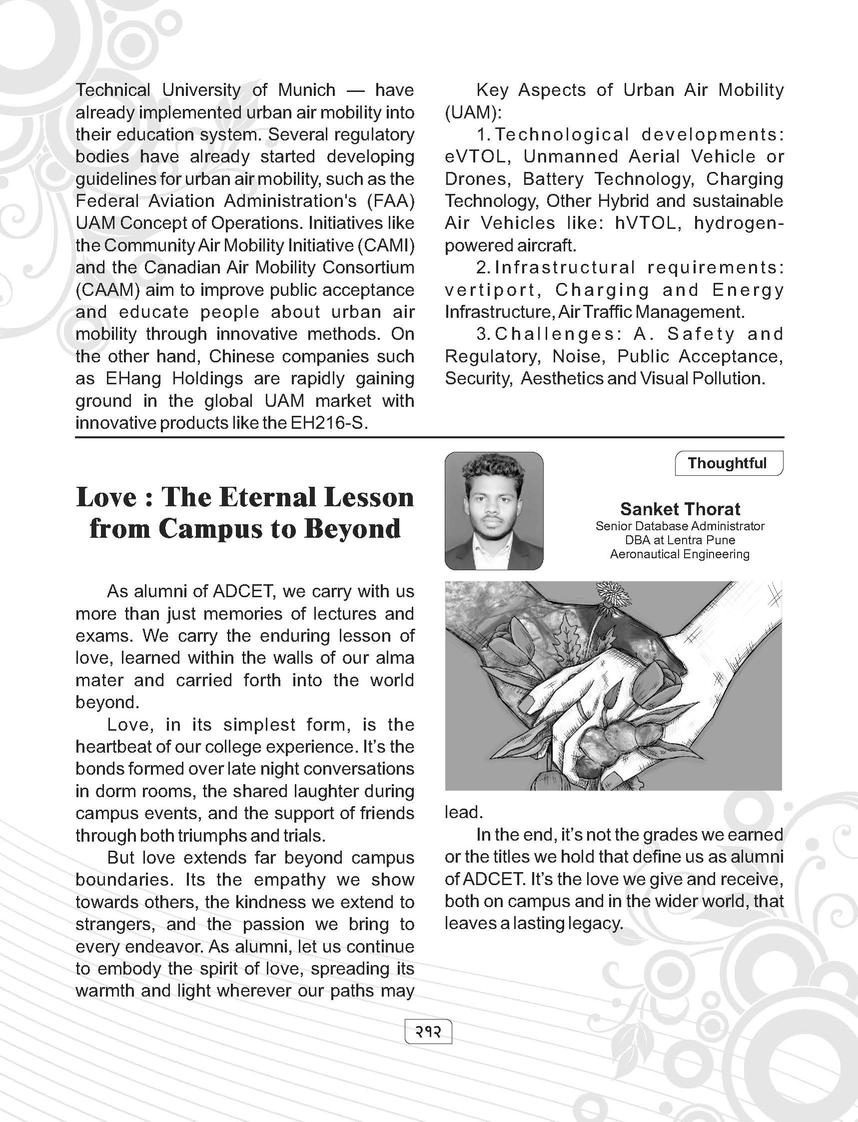 Technical University of Munich — have
already implemented urban air mobility into
their education system. Several regulatory
bodies have already started developing
guidelines for urban air mobility, such as the
Federal Aviation Administration's (FAA)
UAM Concept of Operations. Initiatives like
the Community Air Mobility Initiative (CAMI)
and the Canadian Air Mobility Consortium
(CAAM) aim to improve public acceptance
and educate people about urban air
mobility through innovative methods. On
the other hand, Chinese companies such
as EHang Holdings are rapidly gaining
ground in the global UAM market with
innovative products like the EH216-S.
Key Aspects of Urban Air Mobility
(UAM):
1. Technological developments:
eVTOL, Unmanned Aerial Vehicle or
Drones, Battery Technology, Charging
Technology, Other Hybrid and sustainable
Air Vehicles like: hVTOL, hydrogen-
powered aircraft.
2. Infrastructural requirements:
vertiport, Charging and Energy
Infrastructure, Air Traffic Management.
3. Challenges: A. Safety and
Regulatory, Noise, Public Acceptance,
Security, Aesthetics and Visual Pollution.
Love : The Eternal Lesson
from Campus to Beyond
Thoughtful
Sanket Thorat
Senior Database Administrator
DBA at Lentra Pune
Aeronautical Engineering
As alumni of ADCET, we carry with us
more than just memories of lectures and
exams. We carry the enduring lesson of
love, learned within the walls of our alma
mater and carried forth into the world
beyond.
Love, in its simplest form, is the
heartbeat of our college experience. It’s the
bonds formed over late night conversations
in dorm rooms, the shared laughter during
campus events, and the support of friends
through both triumphs and trials.
But love extends far beyond campus
boundaries. Its the empathy we show
towards others, the kindness we extend to
strangers, and the passion we bring to
every endeavor. As alumni, let us continue
to embody the spirit of love, spreading its
warmth and light wherever our paths may
lead.
In the end, it’s not the grades we earned
or the titles we hold that define us as alumni
of ADCET. It’s the love we give and receive,
both on campus and in the wider world, that
leaves a lasting legacy.
२१२